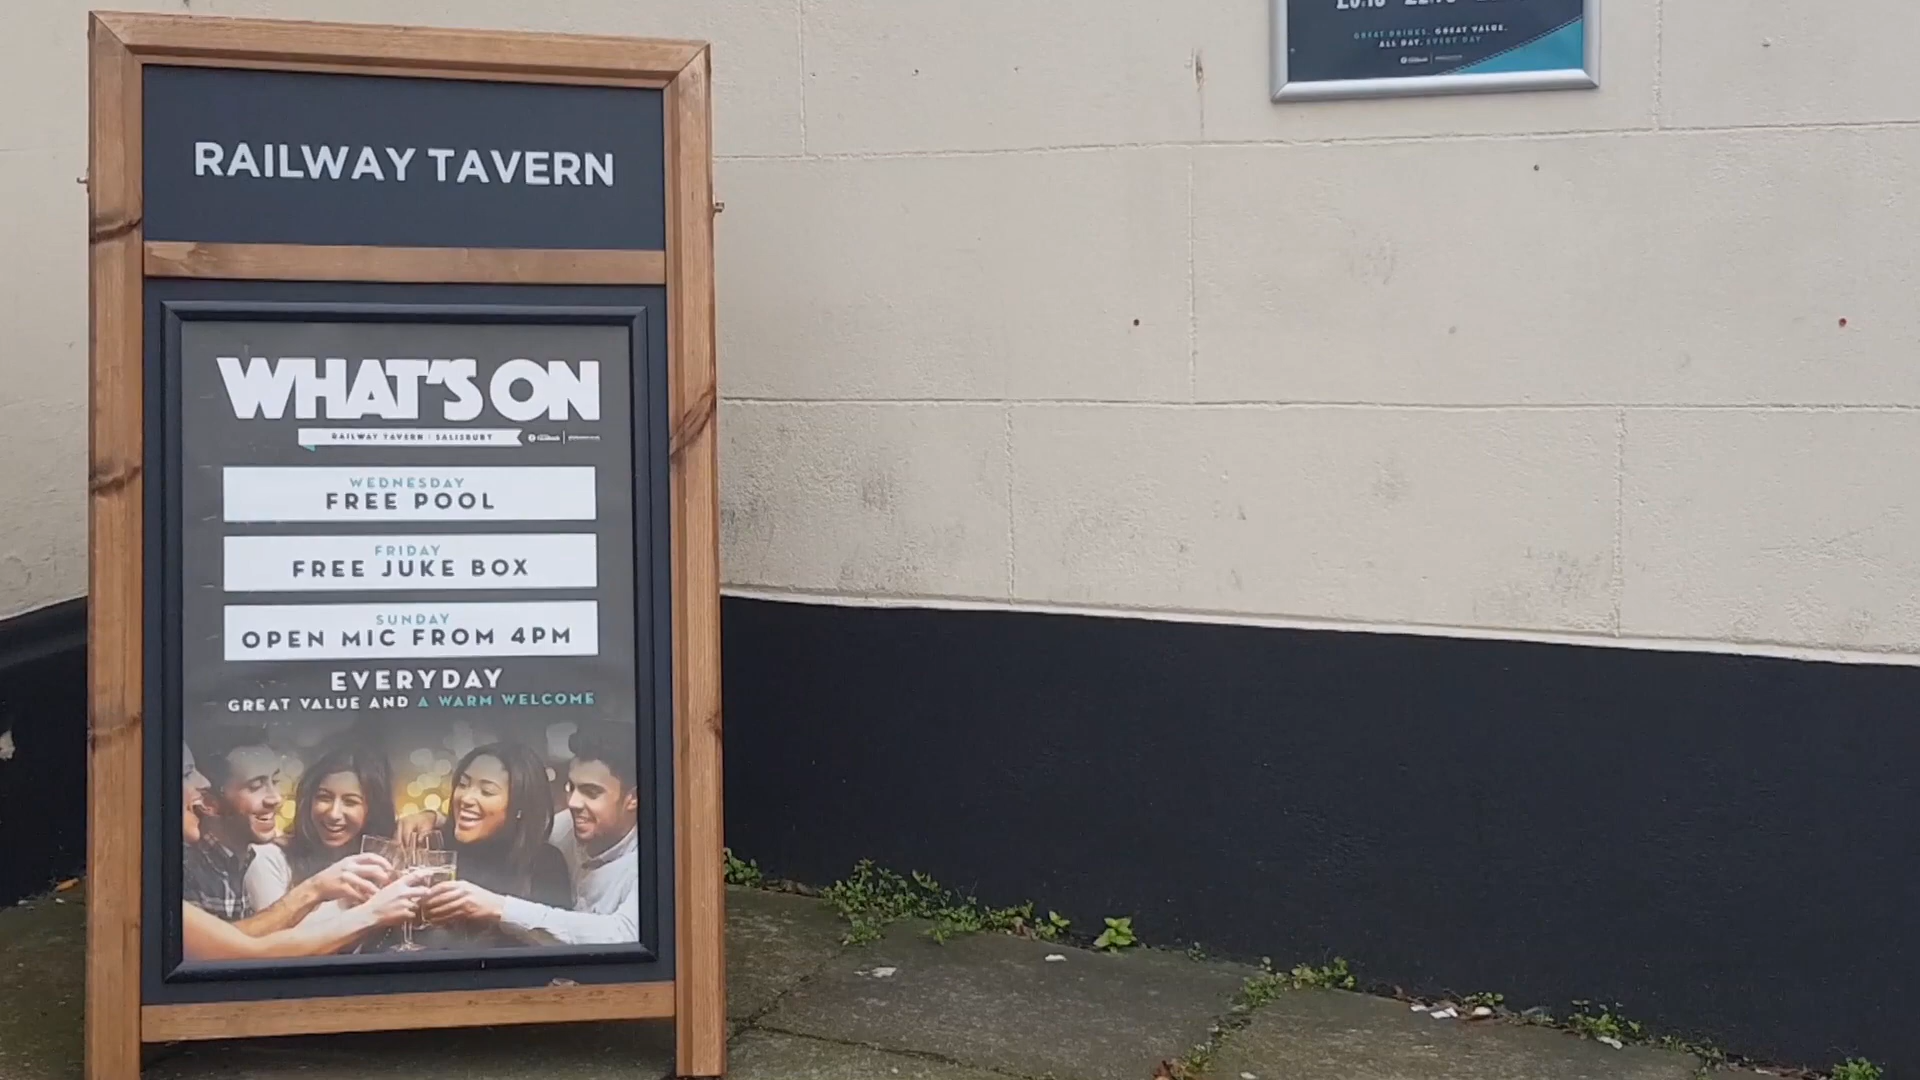 RAILWAY TAVERN
WHAT'S ON
RAILWAY TAVERN | SALISBURY
WEDNESDAY
FREE POOL
FRIDAY
FREE JUKE BOX
SUNDAY
OPEN MIC FROM 4PM
EVERYDAY
GREAT VALUE AND A WARM WELCOME
GREAT DRINKS. GREAT VALUE.
ALL DAY. EVERY DAY